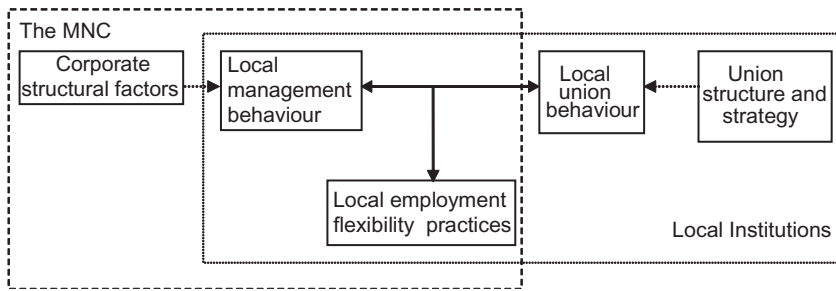 The MNC
Corporate
structural factors
Local
management
behaviour
Local
union
behaviour
Union
structure and
strategy
Local employment
flexibility practices
Local Institutions